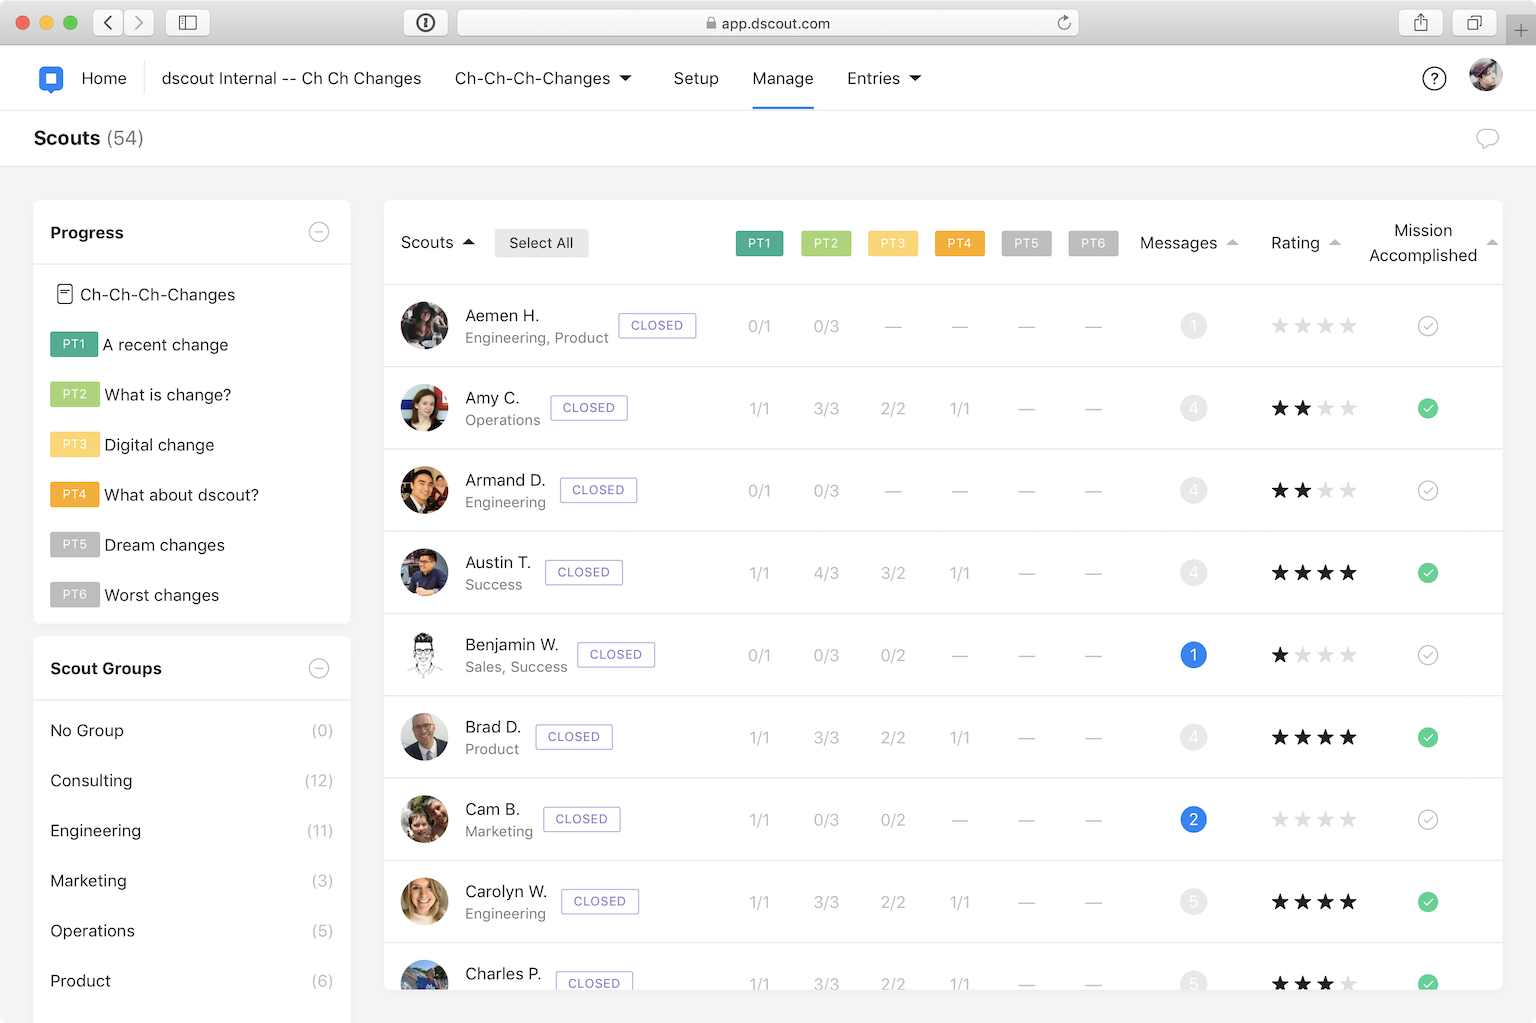 app.dscout.com
Home dscout Internal -- Ch Ch Changes Ch-Ch-Ch-Changes Setup Manage Entries ?
Scouts (54)
Progress
Ch-Ch-Ch-Changes
PT1 A recent change
PT2 What is change?
PT3 Digital change
PT4 What about dscout?
PT5 Dream changes
PT6 Worst changes
Scout Groups
No Group (0)
Consulting (12)
Engineering (11)
Marketing (3)
Operations (5)
Product (6)
Scouts Select All PT1 PT2 PT3 PT4 PT5 PT6 Messages Rating Mission
Accomplished
Aemen H. CLOSED 0/1 0/3 — — — — 1
Engineering, Product
Amy C. CLOSED 1/1 3/3 2/2 1/1 — — 4
Operations
Armand D. CLOSED 0/1 0/3 — — — — 4
Engineering
Austin T. CLOSED 1/1 4/3 3/2 1/1 — — 4
Success
Benjamin W. CLOSED 0/1 0/3 0/2 — — — 1
Sales, Success
Brad D. CLOSED 1/1 3/3 2/2 1/1 — — 4
Product
Cam B. CLOSED 1/1 0/3 0/2 — — — 2
Marketing
Carolyn W. CLOSED 1/1 3/3 2/2 1/1 — — 5
Engineering
Charles P. CLOSED 1/1 3/3 2/2 1/1 — — 5